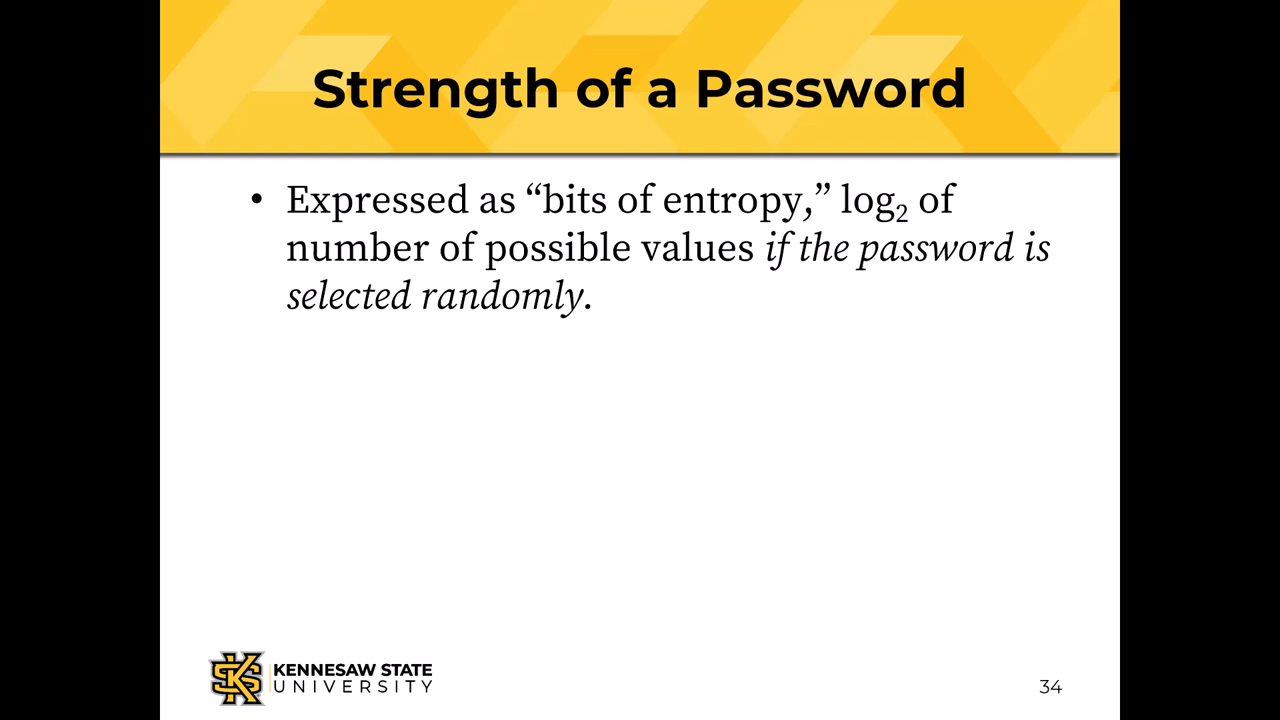 Strength of a Password
• Expressed as “bits of entropy,” log₂ of
number of possible values if the password is
selected randomly.
KENNESAW STATE
UNIVERSITY
34